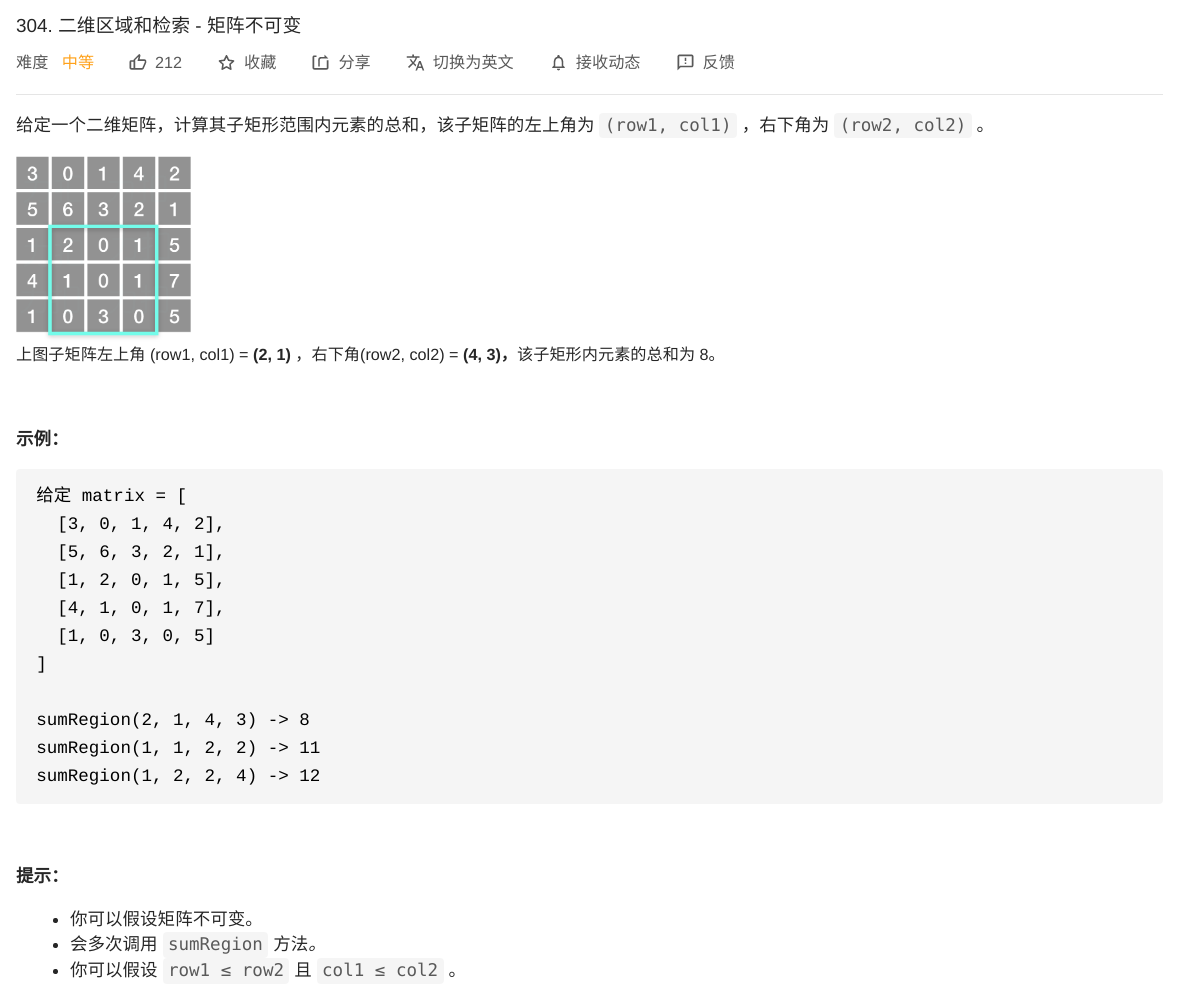 304. 二维区域和检索 - 矩阵不可变
难度 中等 212 收藏 分享 切换为英文 接收动态 反馈
给定一个二维矩阵，计算其子矩形范围内元素的总和，该子矩阵的左上角为 (row1, col1) ，右下角为 (row2, col2) 。
3 0 1 4 2
5 6 3 2 1
1 2 0 1 5
4 1 0 1 7
1 0 3 0 5
上图子矩阵左上角 (row1, col1) = (2, 1) ，右下角(row2, col2) = (4, 3)，该子矩形内元素的总和为 8。
示例：
给定 matrix = [
[3, 0, 1, 4, 2],
[5, 6, 3, 2, 1],
[1, 2, 0, 1, 5],
[4, 1, 0, 1, 7],
[1, 0, 3, 0, 5]
]
sumRegion(2, 1, 4, 3) -> 8
sumRegion(1, 1, 2, 2) -> 11
sumRegion(1, 2, 2, 4) -> 12
提示：
• 你可以假设矩阵不可变。
• 会多次调用 sumRegion 方法。
• 你可以假设 row1 ≤ row2 且 col1 ≤ col2 。